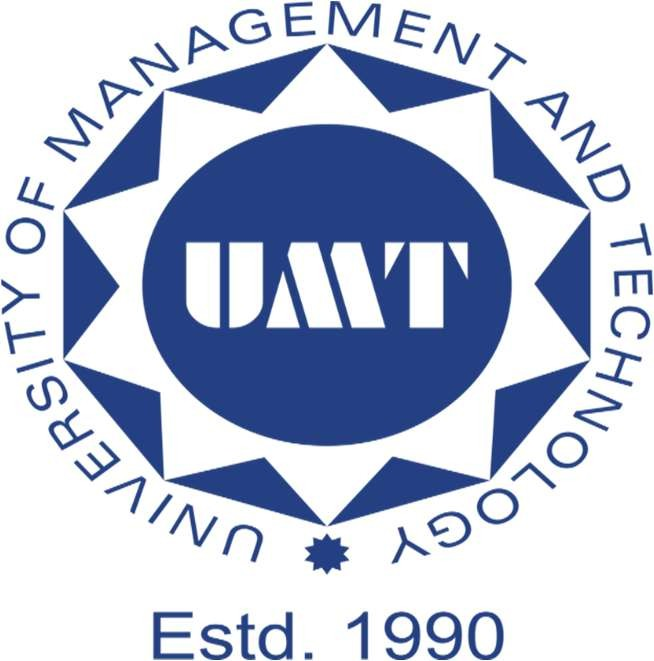 UNIVERSITY OF MANAGEMENT AND TECHNOLOGY
UMT
Estd. 1990